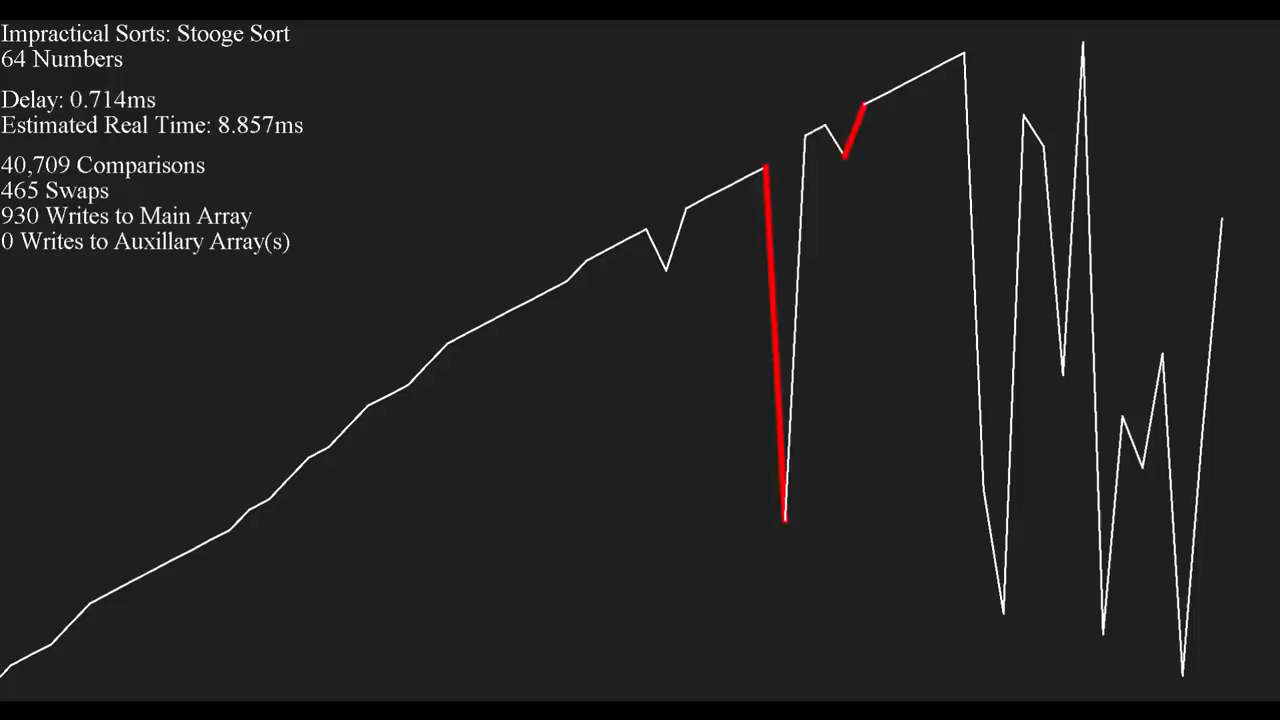 Impractical Sorts: Stooge Sort
64 Numbers
Delay: 0.714ms
Estimated Real Time: 8.857ms
40,709 Comparisons
465 Swaps
930 Writes to Main Array
0 Writes to Auxillary Array(s)